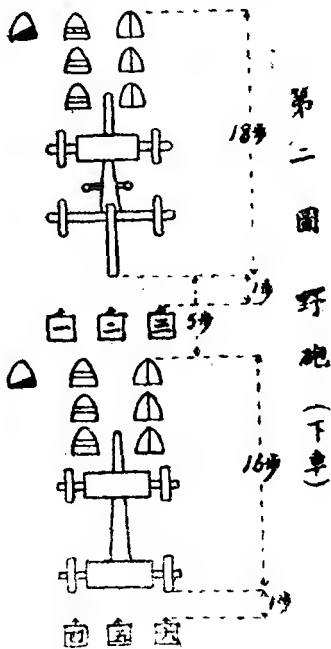 第二圖 野砲（下車）
18步
1步
一 二 三
5步
16步
1步
四 五 六